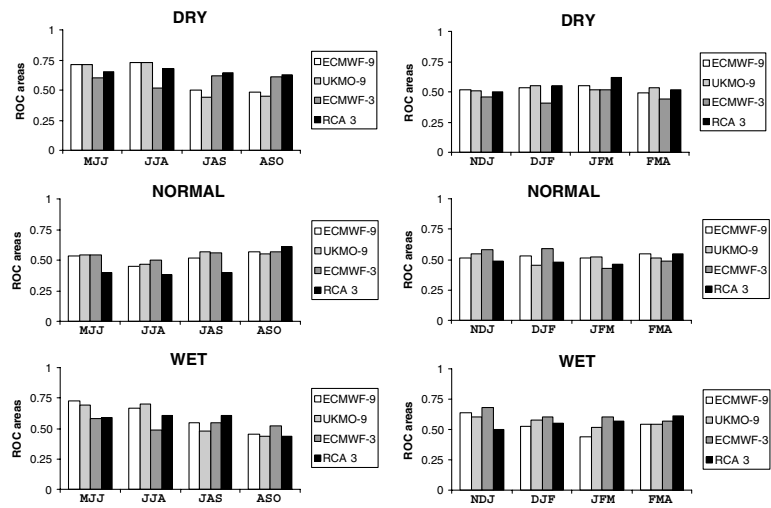 DRY
1
0.75
0.50
0.25
0
ROC areas
MJJ JJA JAS ASO
ECMWF-9
UKMO-9
ECMWF-3
RCA 3
DRY
1
0.75
0.50
0.25
0
ROC areas
NDJ DJF JFM FMA
ECMWF-9
UKMO-9
ECMWF-3
RCA 3
NORMAL
1
0.75
0.50
0.25
0
ROC areas
MJJ JJA JAS ASO
ECMWF-9
UKMO-9
ECMWF-3
RCA 3
NORMAL
1
0.75
0.50
0.25
0
ROC areas
NDJ DJF JFM FMA
ECMWF-9
UKMO-9
ECMWF-3
RCA 3
WET
1
0.75
0.50
0.25
0
ROC areas
MJJ JJA JAS ASO
ECMWF-9
UKMO-9
ECMWF-3
RCA 3
WET
1
0.75
0.50
0.25
0
ROC areas
NDJ DJF JFM FMA
ECMWF-9
UKMO-9
ECMWF-3
RCA 3